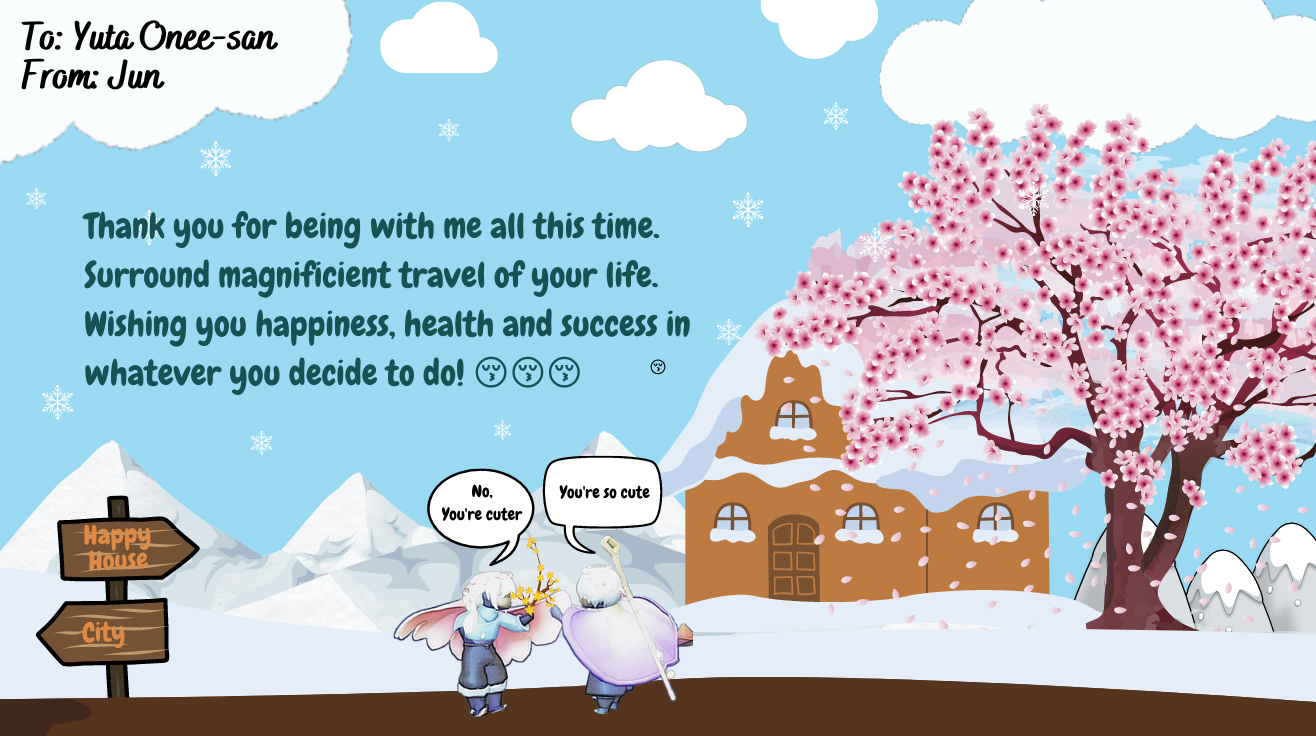 To: Yuta Onee-san
From: Jun
Thank you for being with me all this time.
Surround magnificient travel of your life.
Wishing you happiness, health and success in
whatever you decide to do! 😚😚😚
😚
No,
You're cuter
You're so cute
Happy
House
City